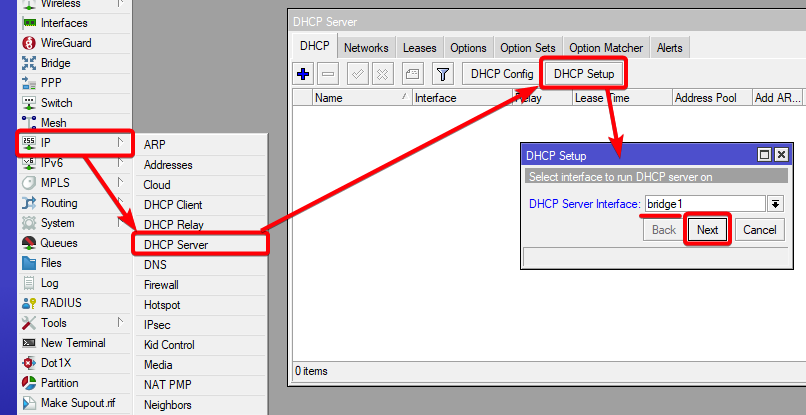 Wireless
Interfaces
WireGuard
Bridge
PPP
Switch
Mesh
IP
IPv6
MPLS
Routing
System
Queues
Files
Log
RADIUS
Tools
New Terminal
Dot1X
Partition
Make Supout.rif
ARP
Addresses
Cloud
DHCP Client
DHCP Relay
DHCP Server
DNS
Firewall
Hotspot
IPsec
Kid Control
Media
NAT PMP
Neighbors
DHCP Server
DHCP Networks Leases Options Option Sets Option Matcher Alerts
DHCP Config DHCP Setup
Name Interface Relay Lease Time Address Pool Add AR...
DHCP Setup
Select interface to run DHCP server on
DHCP Server Interface: bridge1
Back Next Cancel
0 items